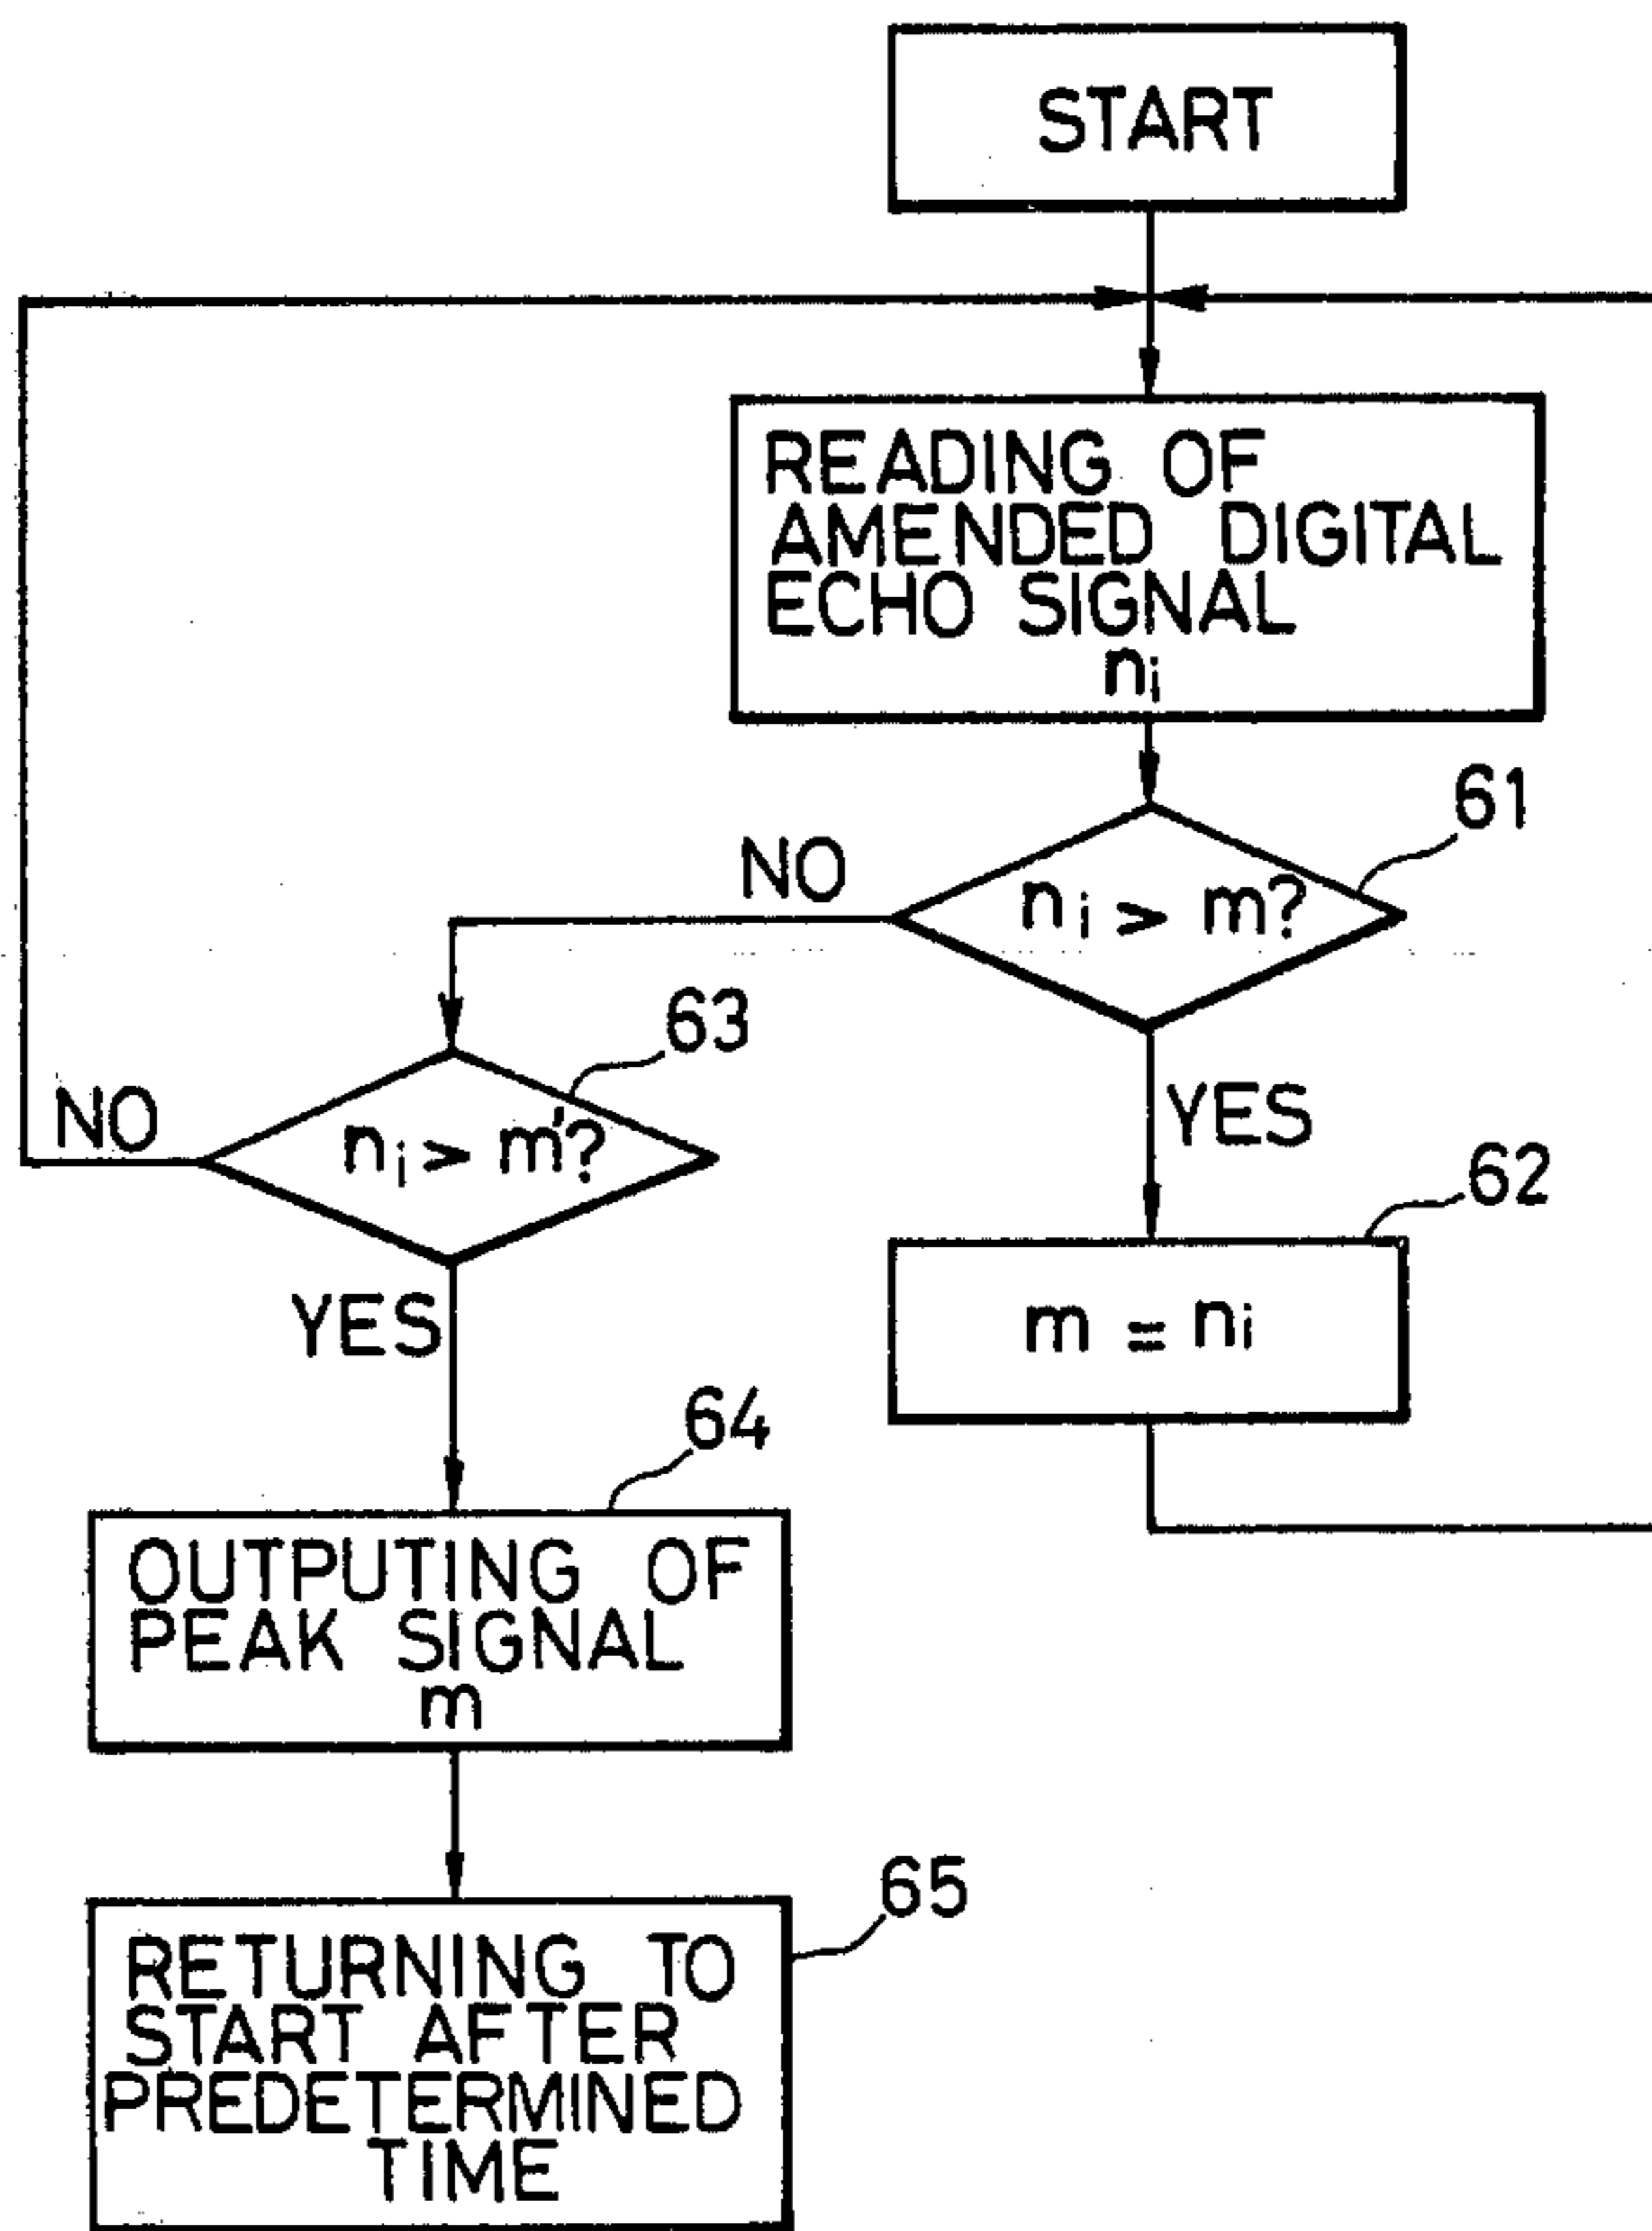 START
READING OF
AMENDED DIGITAL
ECHO SIGNAL
nᵢ
61
NO
nᵢ > m?
63
YES
NO
nᵢ > m'?
62
YES
m = nᵢ
64
OUTPUTING OF
PEAK SIGNAL
m
65
RETURNING TO
START AFTER
PREDETERMINED
TIME